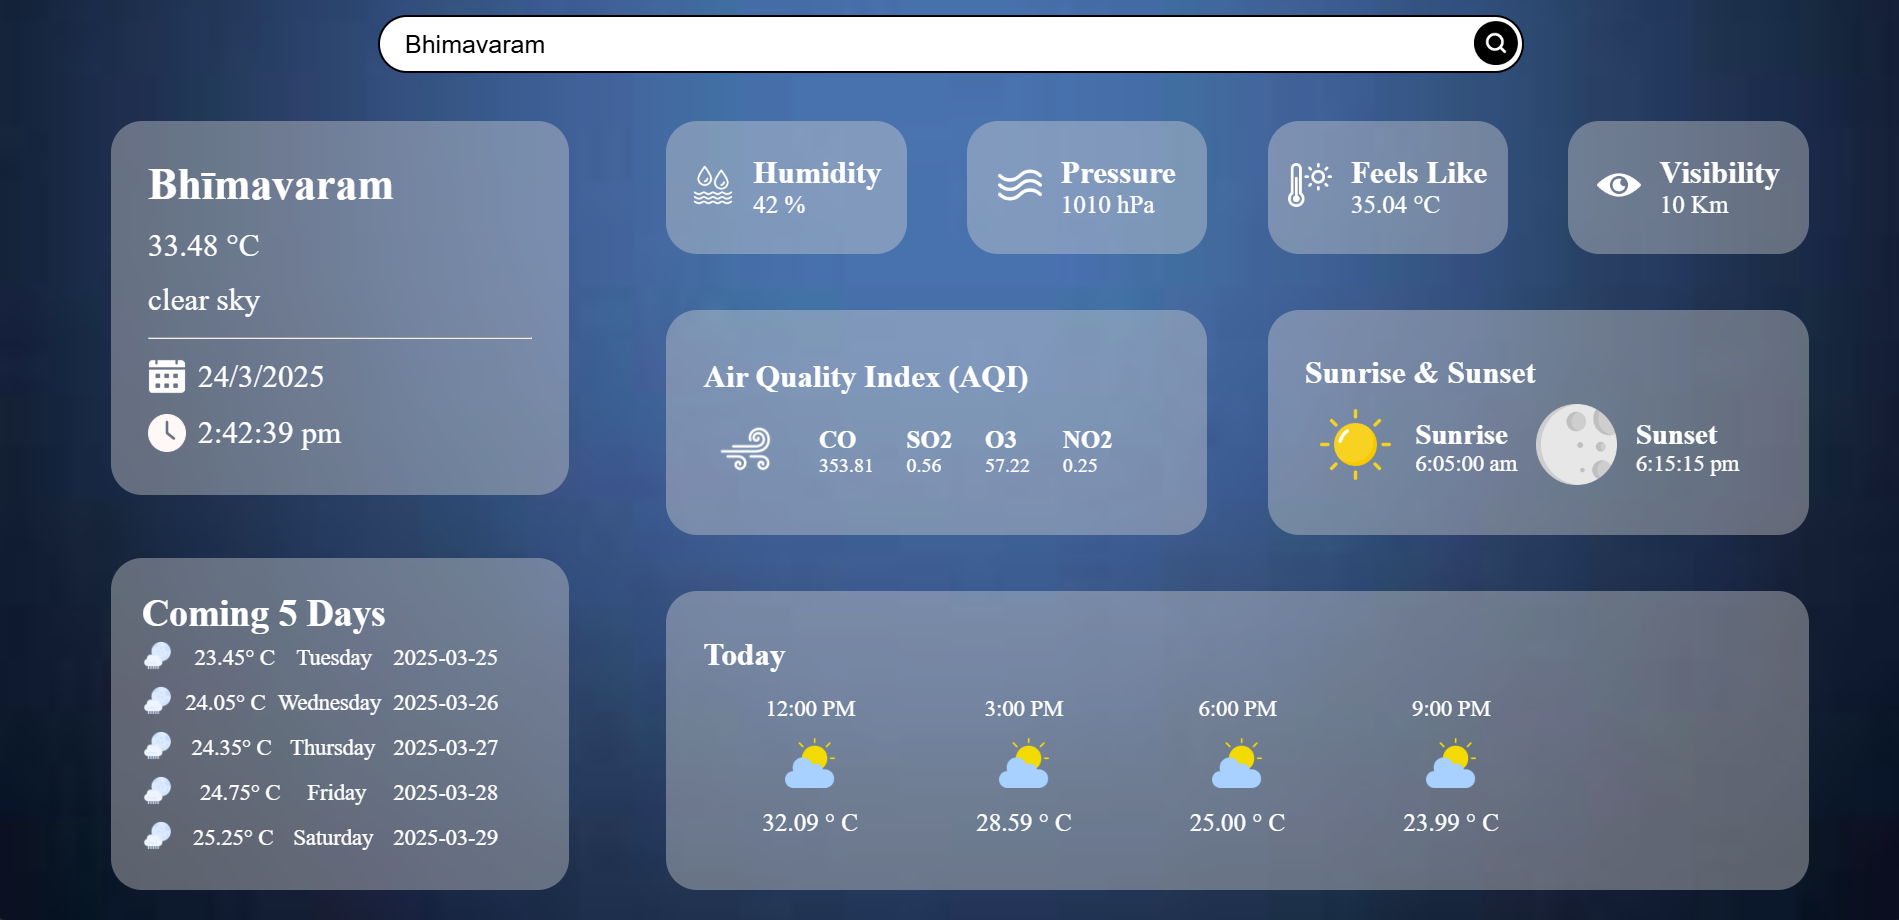 Bhimavaram
Bhīmavaram
33.48 °C
clear sky
24/3/2025
2:42:39 pm
Humidity
42 %
Pressure
1010 hPa
Feels Like
35.04 °C
Visibility
10 Km
Air Quality Index (AQI)
CO SO2 O3 NO2
353.81 0.56 57.22 0.25
Sunrise & Sunset
Sunrise
6:05:00 am
Sunset
6:15:15 pm
Coming 5 Days
23.45° C Tuesday 2025-03-25
24.05° C Wednesday 2025-03-26
24.35° C Thursday 2025-03-27
24.75° C Friday 2025-03-28
25.25° C Saturday 2025-03-29
Today
12:00 PM 3:00 PM 6:00 PM 9:00 PM
32.09 ° C 28.59 ° C 25.00 ° C 23.99 ° C